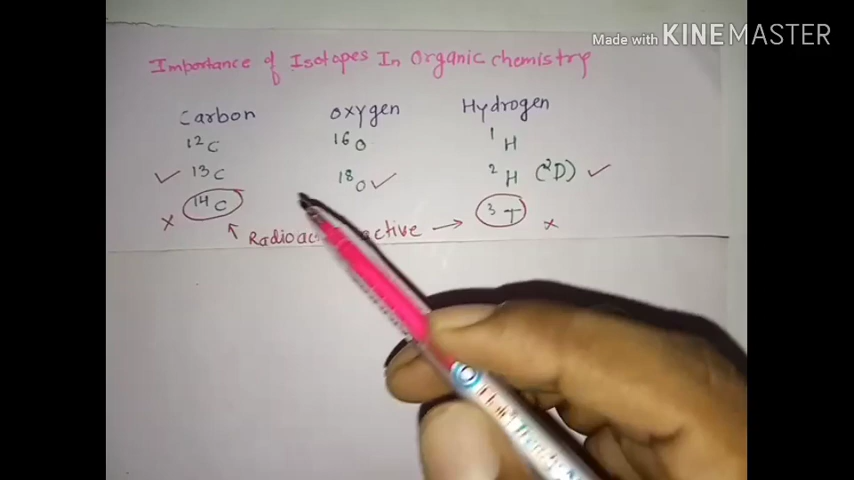 Made with KINEMASTER
Importance of Isotopes In Organic chemistry
Carbon Oxygen Hydrogen
12C 16O 1H
✓ 13C 18O ✓ 2H (2D) ✓
× 14C 3T ×
↑ active →